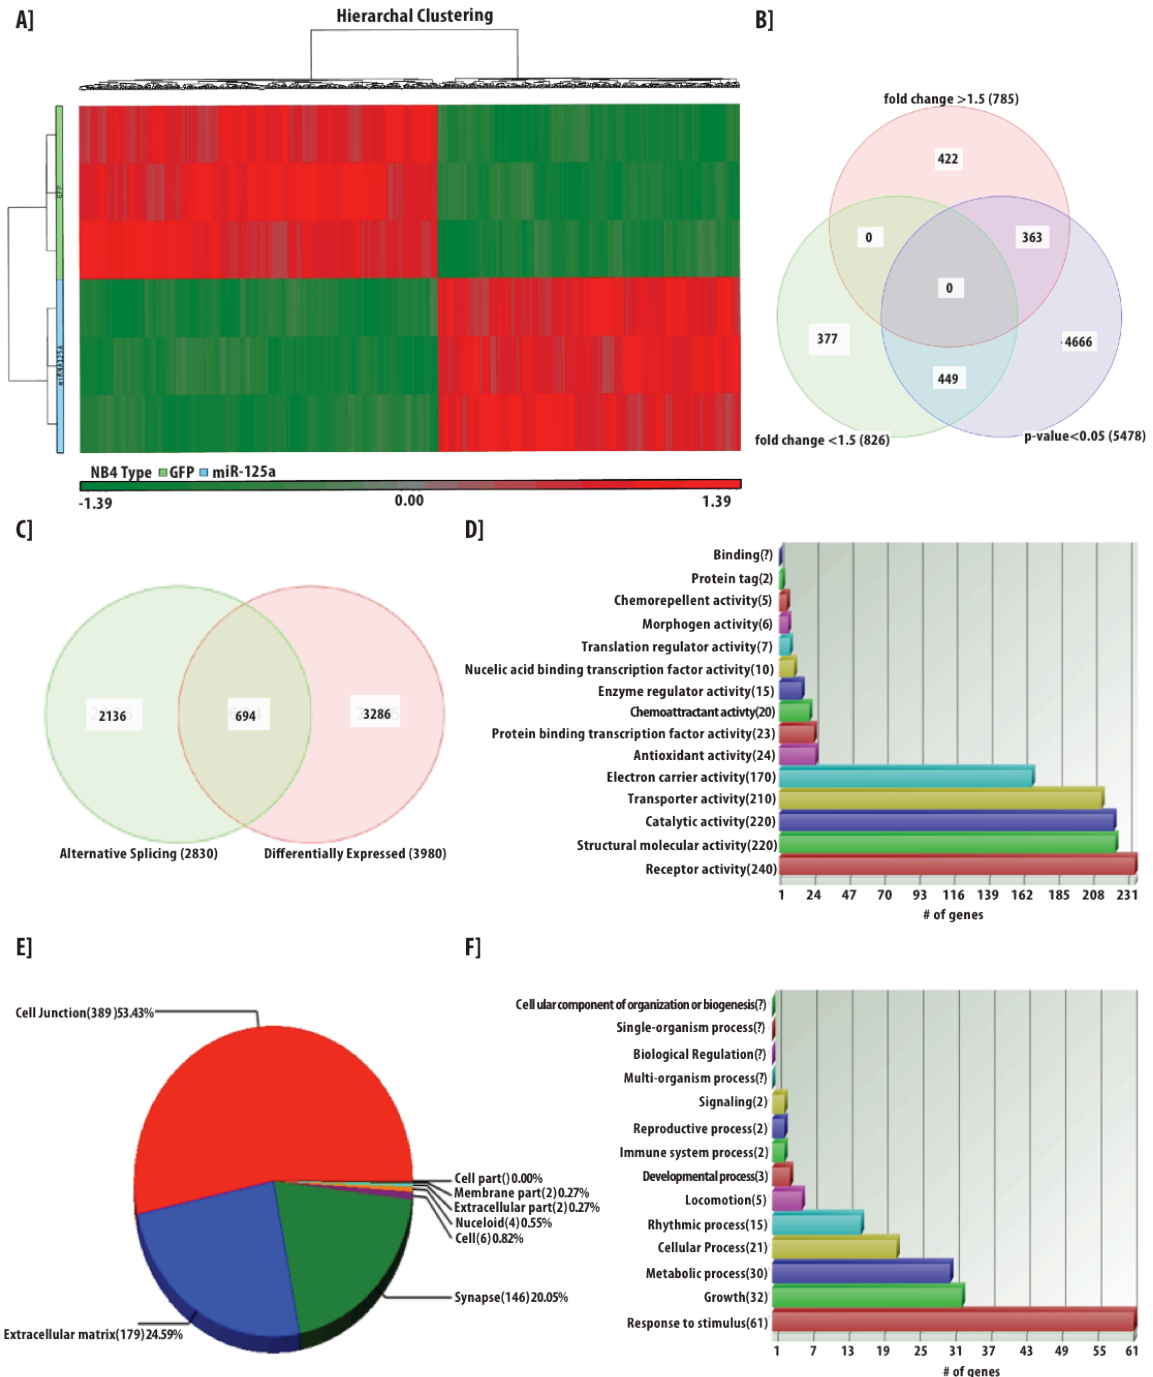 A]
Hierarchal Clustering
GFP
miRNA125A
NB4 Type GFP miR-125a
-1.39 0.00 1.39
B]
fold change >1.5 (785)
422
0 363
0
377 4666
449
fold change <1.5 (826) p-value<0.05 (5478)
C]
2136 694 3286
Alternative Splicing (2830) Differentially Expressed (3980)
D]
Binding(?)
Protein tag(2)
Chemorepellent activity(5)
Morphogen activity(6)
Translation regulator activity(7)
Nucelic acid binding transcription factor activity(10)
Enzyme regulator activity(15)
Chemoattractant activty(20)
Protein binding transcription factor activity(23)
Antioxidant activity(24)
Electron carrier activity(170)
Transporter activity(210)
Catalytic activity(220)
Structural molecular activity(220)
Receptor activity(240)
1 24 47 70 93 116 139 162 185 208 231
# of genes
E]
Cell Junction(389)53.43%
Cell part()0.00%
Membrane part(2)0.27%
Extracellular part(2)0.27%
Nuceloid(4)0.55%
Cell(6)0.82%
Synapse(146)20.05%
Extracellular matrix(179)24.59%
F]
Cell ular component of organization or biogenesis(?)
Single-organism process(?)
Biological Regulation(?)
Multi-organism process(?)
Signaling(2)
Reproductive process(2)
Immune system process(2)
Developmental process(3)
Locomotion(5)
Rhythmic process(15)
Cellular Process(21)
Metabolic process(30)
Growth(32)
Response to stimulus(61)
1 7 13 19 25 31 37 43 49 55 61
# of genes